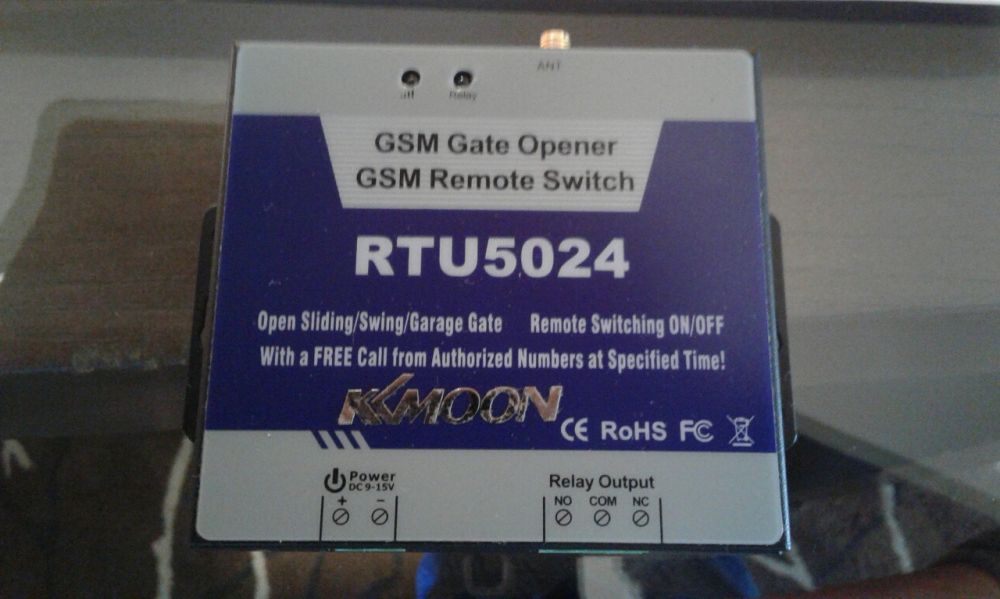 ANT
Relay
GSM Gate Opener
GSM Remote Switch
RTU5024
Open Sliding/Swing/Garage Gate Remote Switching ON/OFF
With a FREE Call from Authorized Numbers at Specified Time!
KKMOON
CE RoHS FC
Power
DC 9-15V
+ -
Relay Output
NO COM NC